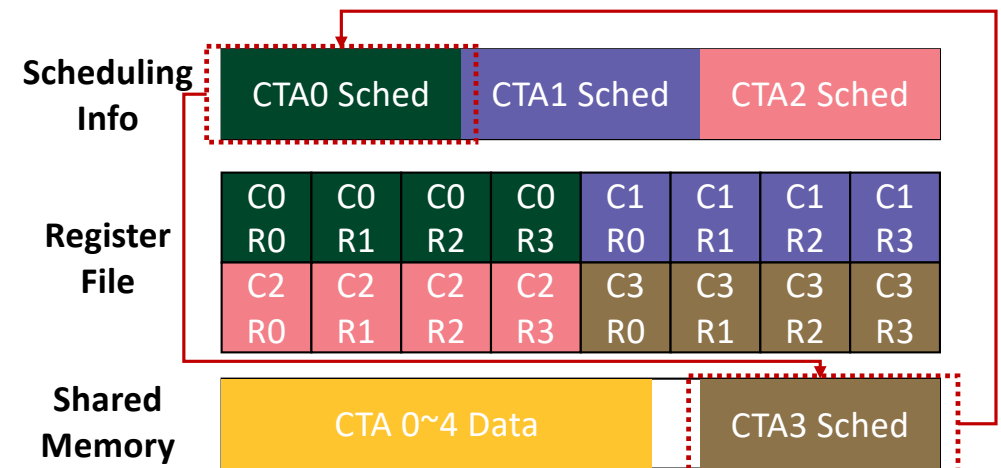 Scheduling
Info
CTA0 Sched
CTA1 Sched
CTA2 Sched
Register
File
C0 C0 C0 C0 C1 C1 C1 C1
R0 R1 R2 R3 R0 R1 R2 R3
C2 C2 C2 C2 C3 C3 C3 C3
R0 R1 R2 R3 R0 R1 R2 R3
Shared
Memory
CTA 0~4 Data
CTA3 Sched